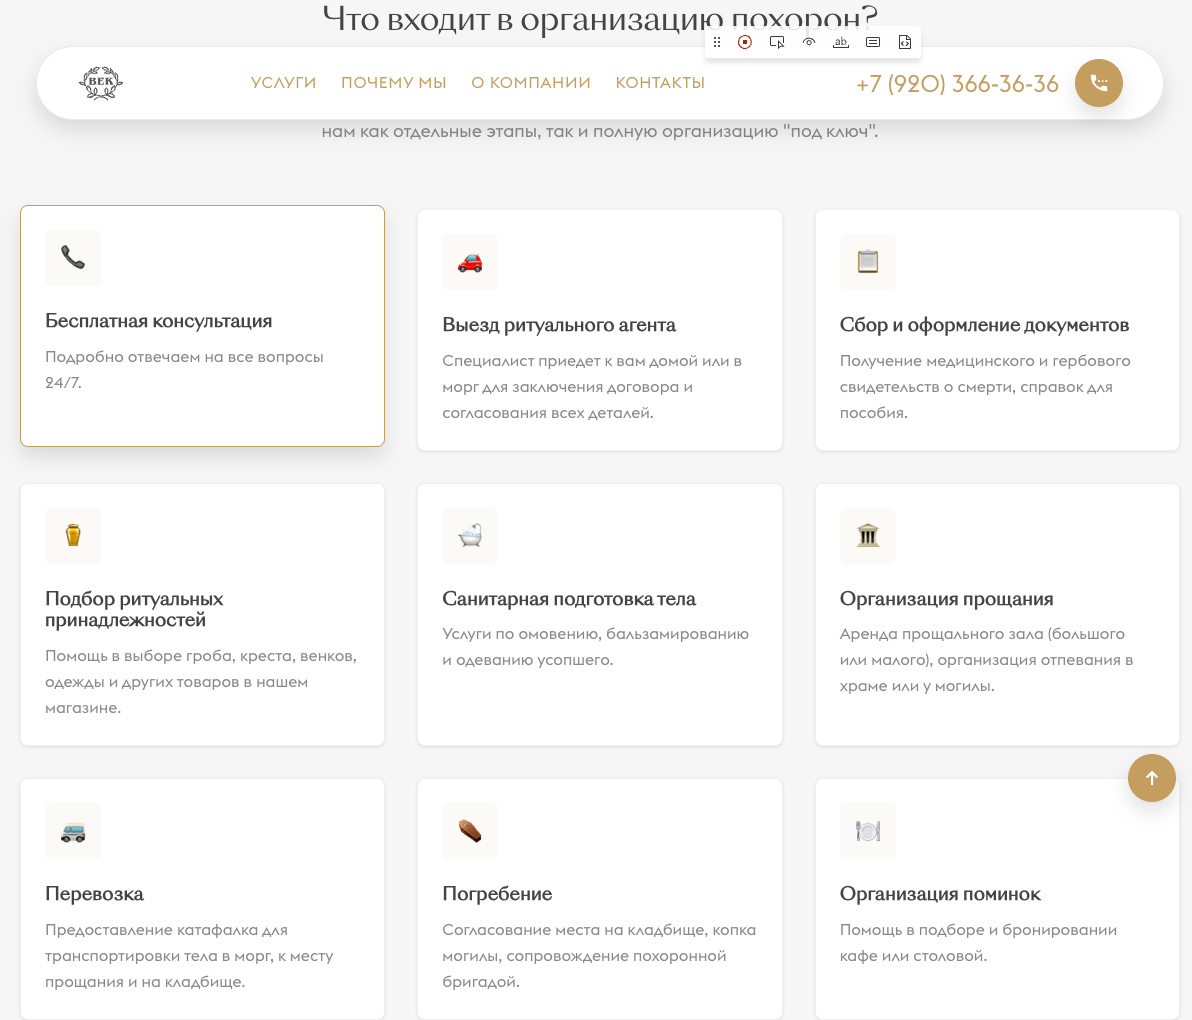 Что входит в организацию похорон?
ab
ВЕК
УСЛУГИ ПОЧЕМУ МЫ О КОМПАНИИ КОНТАКТЫ +7 (920) 366-36-36
нам как отдельные этапы, так и полную организацию "под ключ".
Бесплатная консультация
Подробно отвечаем на все вопросы
24/7.
Выезд ритуального агента
Специалист приедет к вам домой или в
морг для заключения договора и
согласования всех деталей.
Сбор и оформление документов
Получение медицинского и гербового
свидетельств о смерти, справок для
пособия.
Подбор ритуальных
принадлежностей
Помощь в выборе гроба, креста, венков,
одежды и других товаров в нашем
магазине.
Санитарная подготовка тела
Услуги по омовению, бальзамированию
и одеванию усопшего.
Организация прощания
Аренда прощального зала (большого
или малого), организация отпевания в
храме или у могилы.
Перевозка
Предоставление катафалка для
транспортировки тела в морг, к месту
прощания и на кладбище.
Погребение
Согласование места на кладбище, копка
могилы, сопровождение похоронной
бригадой.
Организация поминок
Помощь в подборе и бронировании
кафе или столовой.